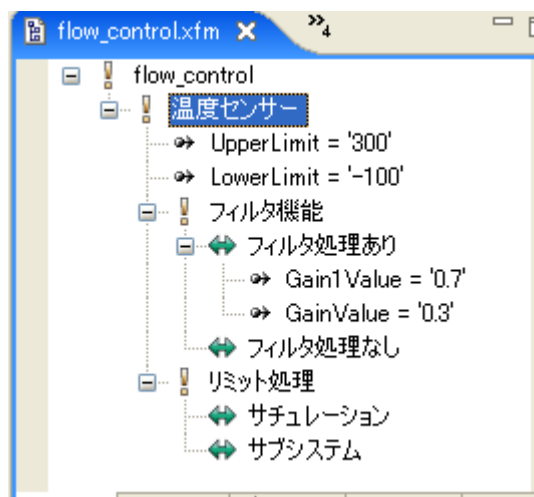 flow_control.xfm
»4
flow_control
温度センサー
UpperLimit = '300'
LowerLimit = '-100'
フィルタ機能
フィルタ処理あり
Gain1Value = '0.7'
GainValue = '0.3'
フィルタ処理なし
リミット処理
サチュレーション
サブシステム